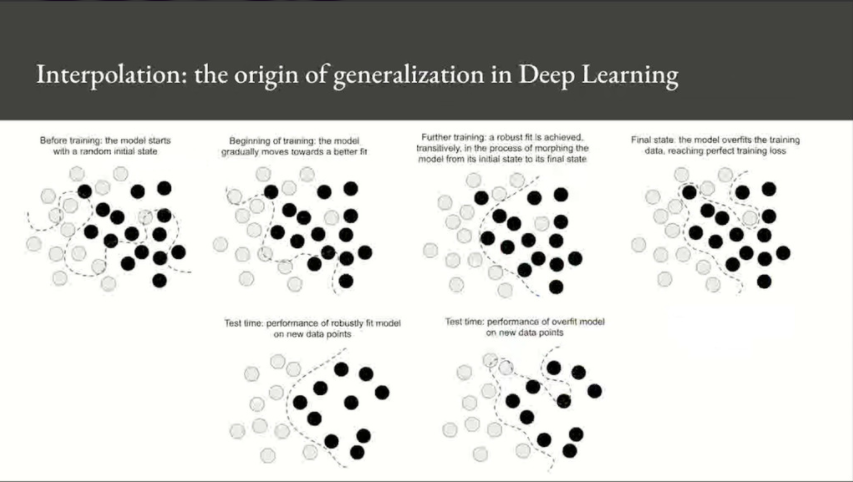 Interpolation: the origin of generalization in Deep Learning
Before training: the model starts
with a random initial state
Beginning of training: the model
gradually moves towards a better fit
Further training: a robust fit is achieved,
transitively, in the process of morphing the
model from its initial state to its final state
Final state: the model overfits the training
data, reaching perfect training loss
Test time: performance of robustly fit model
on new data points
Test time: performance of overfit model
on new data points